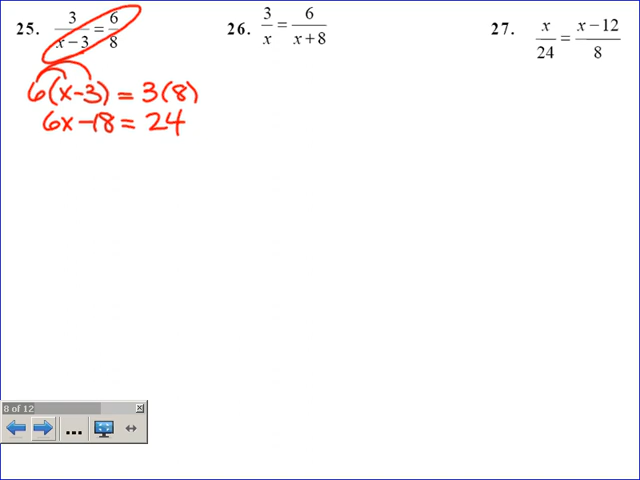 25. 3/(x − 3) = 6/8
26. 3/x = 6/(x + 8)
27. x/24 = (x − 12)/8
6(x-3) = 3(8)
6x-18 = 24
8 of 12
...